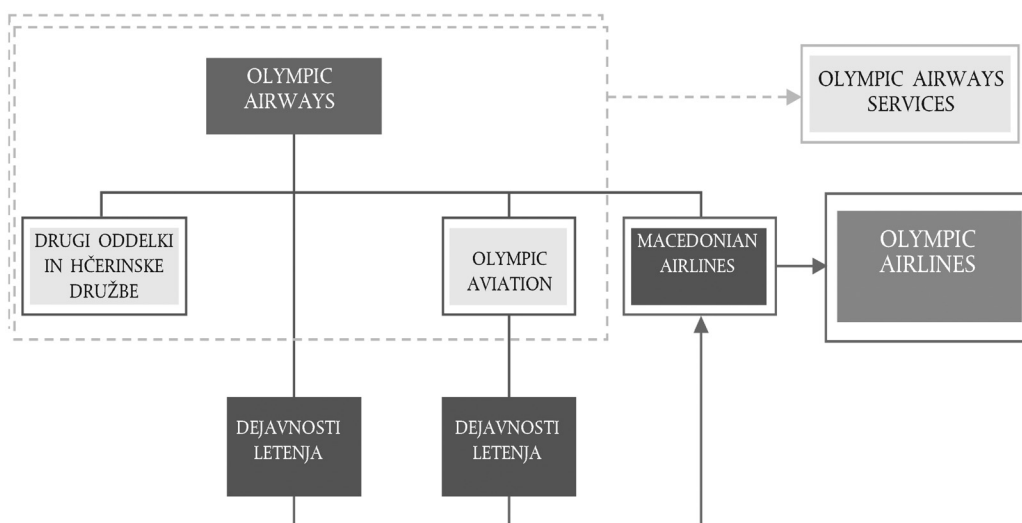 OLYMPIC
AIRWAYS
OLYMPIC AIRWAYS
SERVICES
DRUGI ODDELKI
IN HČERINSKE
DRUŽBE
OLYMPIC
AVIATION
MACEDONIAN
AIRLINES
OLYMPIC
AIRLINES
DEJAVNOSTI
LETENJA
DEJAVNOSTI
LETENJA